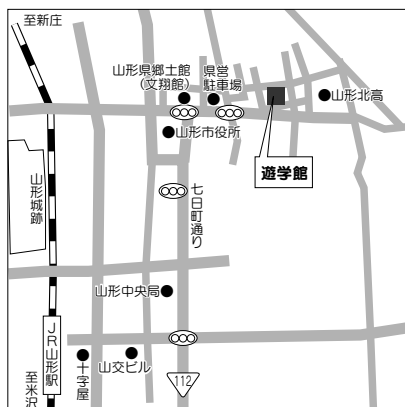 至新庄
山形県郷土館
(文翔館)
県営
駐車場
山形北高
山形市役所
遊学館
山形城跡
七日町通り
山形中央局
JR山形駅
十字屋
山交ビル
至米沢
112